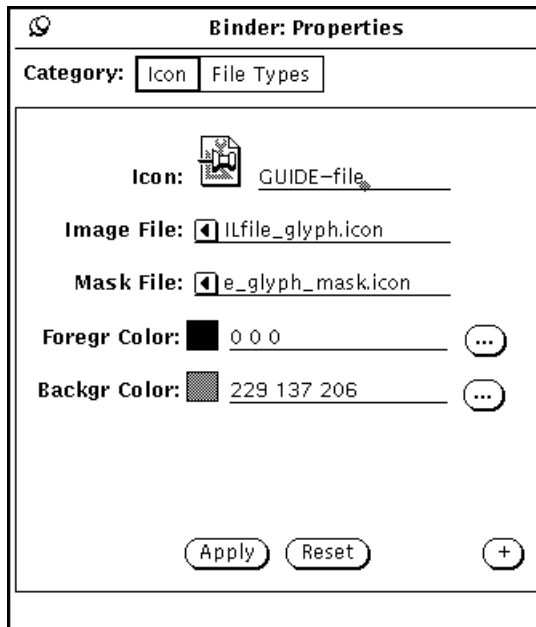 Binder: Properties
Category: Icon File Types
Icon: GUIDE-file
Image File: ILfile_glyph.icon
Mask File: e_glyph_mask.icon
Foregr Color: 0 0 0 ...
Backgr Color: 229 137 206 ...
Apply Reset +